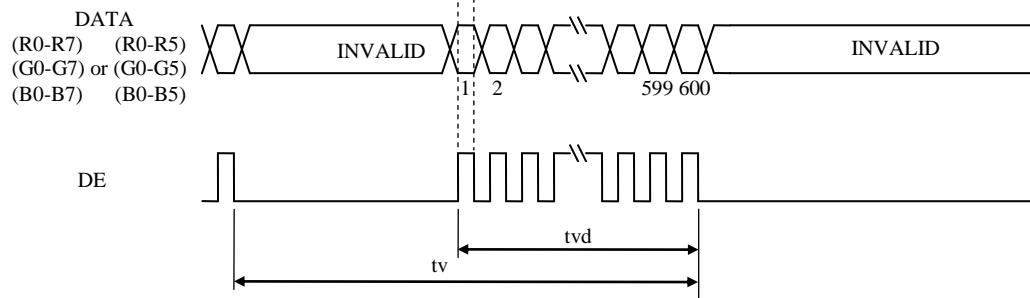 DATA
(R0-R7) (R0-R5)
(G0-G7) or (G0-G5)
(B0-B7) (B0-B5)
INVALID
INVALID
1 2 599 600
DE
tvd
tv